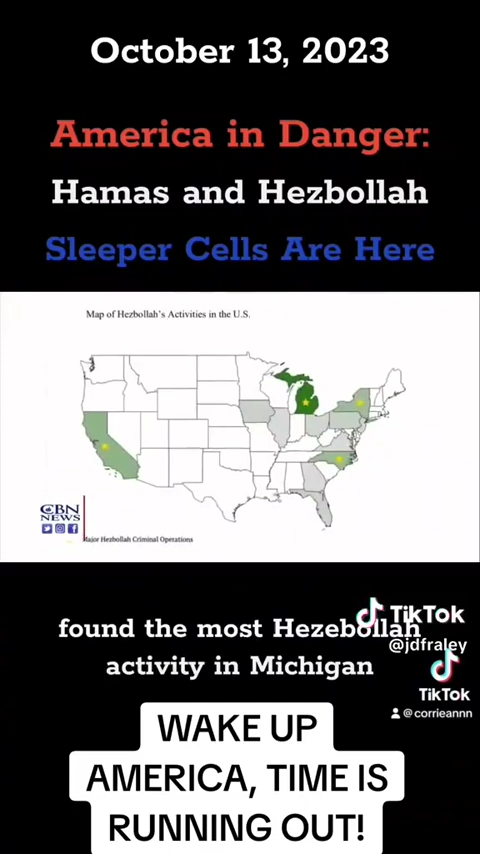 October 13, 2023
America in Danger:
Hamas and Hezbollah
Sleeper Cells Are Here
Map of Hezbollah's Activities in the U.S.
CBN
NEWS
Major Hezbollah Criminal Operations
found the most Hezebollah
activity in Michigan
TikTok
@jdfraley
TikTok
@corrieannn
WAKE UP
AMERICA, TIME IS
RUNNING OUT!